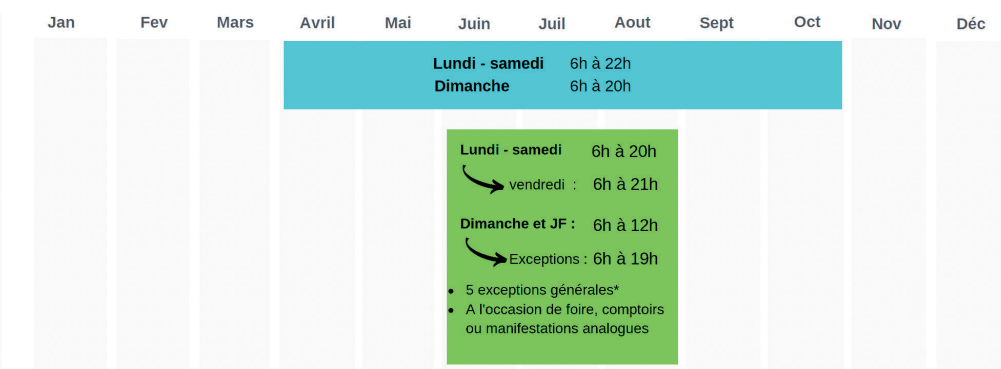 Jan Fev Mars Avril Mai Juin Juil Aout Sept Oct Nov Déc
Lundi - samedi 6h à 22h
Dimanche 6h à 20h
Lundi - samedi 6h à 20h
vendredi : 6h à 21h
Dimanche et JF : 6h à 12h
Exceptions : 6h à 19h
• 5 exceptions générales*
• A l'occasion de foire, comptoirs
ou manifestations analogues